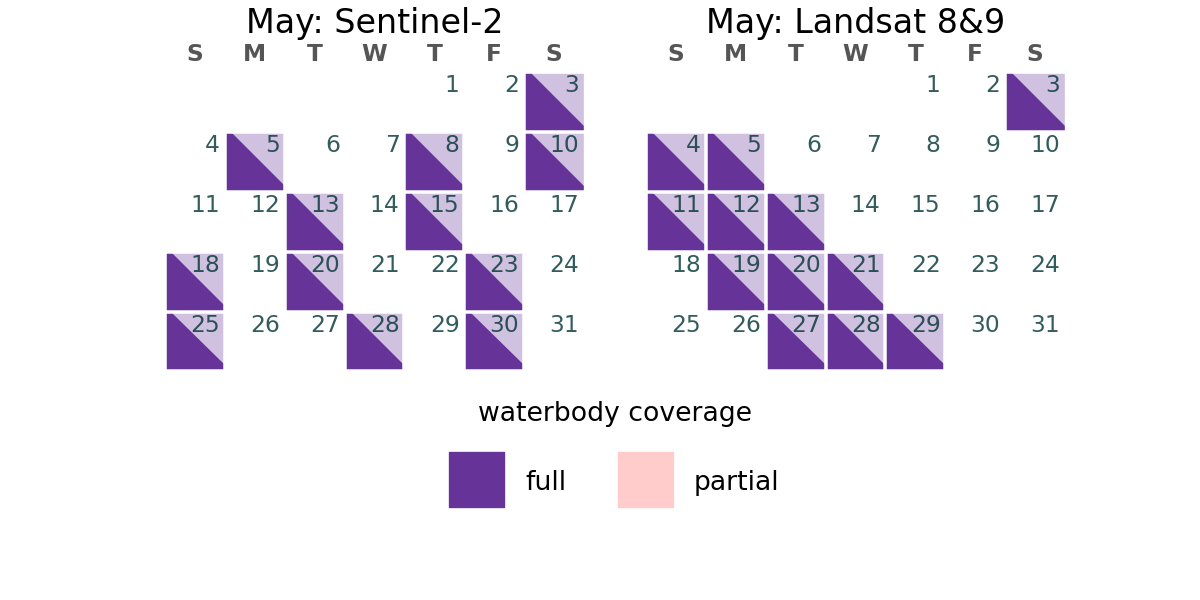 May: Sentinel-2
S M T W T F S
1 2 3
4 5 6 7 8 9 10
11 12 13 14 15 16 17
18 19 20 21 22 23 24
25 26 27 28 29 30 31
May: Landsat 8&9
S M T W T F S
1 2 3
4 5 6 7 8 9 10
11 12 13 14 15 16 17
18 19 20 21 22 23 24
25 26 27 28 29 30 31
waterbody coverage
full
partial